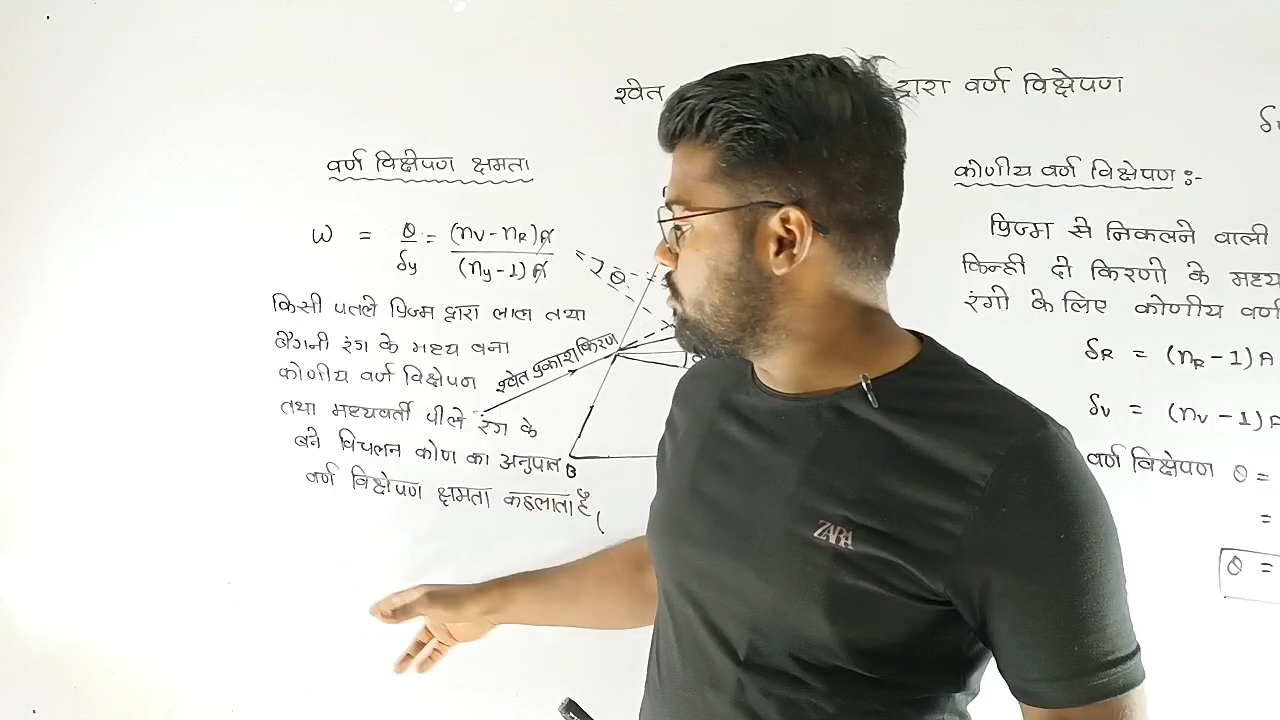 श्वेत द्वारा वर्ण विक्षेपण
वर्ण विक्षेपण क्षमता
ω = θ/δy = (nv - nR)A/(ny - 1)A =
किसी पतले प्रिज्म द्वारा लाल तथा
बैंगनी रंग के मध्य बना
कोणीय वर्ण विक्षेपण
तथा मध्यवर्ती पीले रंग के
बने विचलन कोण का अनुपात
वर्ण विक्षेपण क्षमता कहलाता है
θ
श्वेत प्रकाश किरण
B
ZARA
कोणीय वर्ण विक्षेपण :-
प्रिज्म से निकलने वाली
किन्ही दो किरणो के मध्य
रंगो के लिए कोणीय वर्ण
δR = (nR - 1)A
δv = (nv - 1)A
वर्ण विक्षेपण θ =
=
θ =